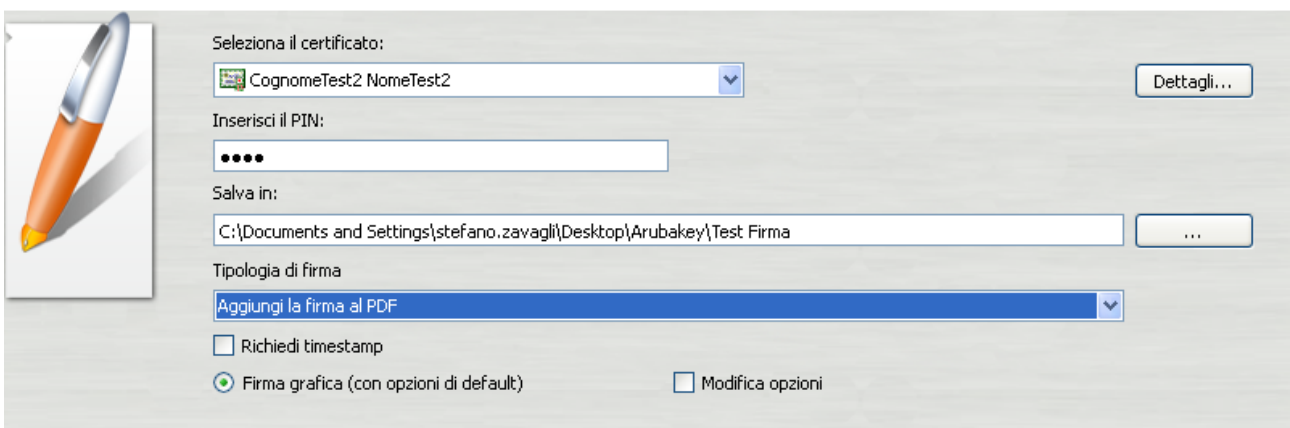 Seleziona il certificato:
CognomeTest2 NomeTest2
Dettagli...
Inserisci il PIN:
●●●●
Salva in:
C:\Documents and Settings\stefano.zavagli\Desktop\Arubakey\Test Firma
...
Tipologia di firma
Aggiungi la firma al PDF
Richiedi timestamp
Firma grafica (con opzioni di default)
Modifica opzioni